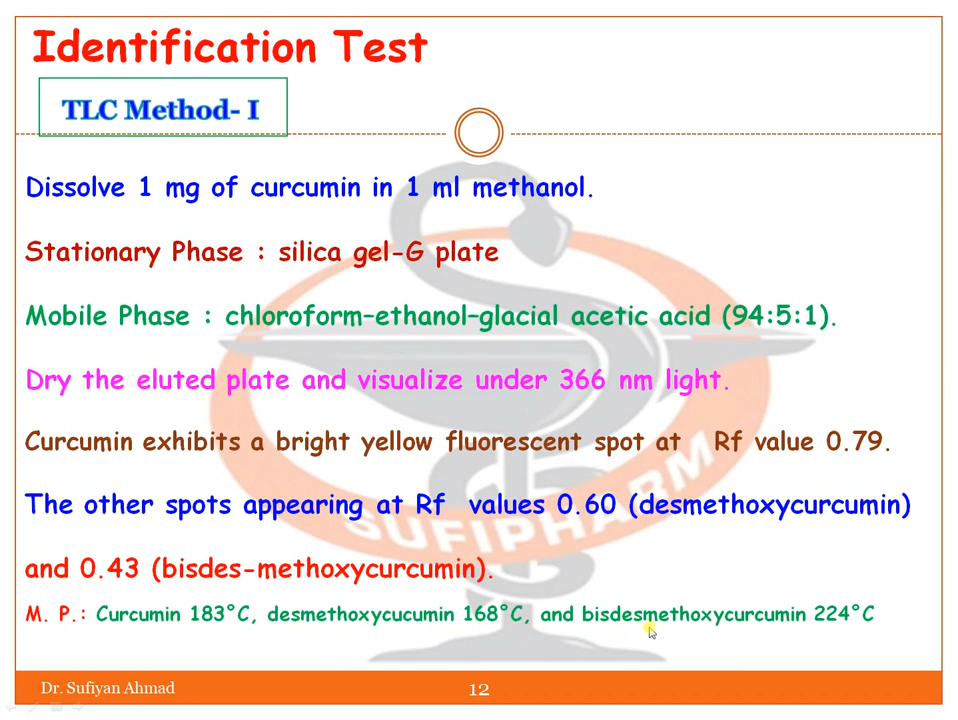 Identification Test
TLC Method- I
Dissolve 1 mg of curcumin in 1 ml methanol.
Stationary Phase : silica gel-G plate
Mobile Phase : chloroform–ethanol–glacial acetic acid (94:5:1).
Dry the eluted plate and visualize under 366 nm light.
Curcumin exhibits a bright yellow fluorescent spot at Rf value 0.79.
The other spots appearing at Rf values 0.60 (desmethoxycurcumin)
and 0.43 (bisdes-methoxycurcumin).
M. P.: Curcumin 183°C, desmethoxycucumin 168°C, and bisdesmethoxycurcumin 224°C
SUFIPHARM
Dr. Sufiyan Ahmad
12